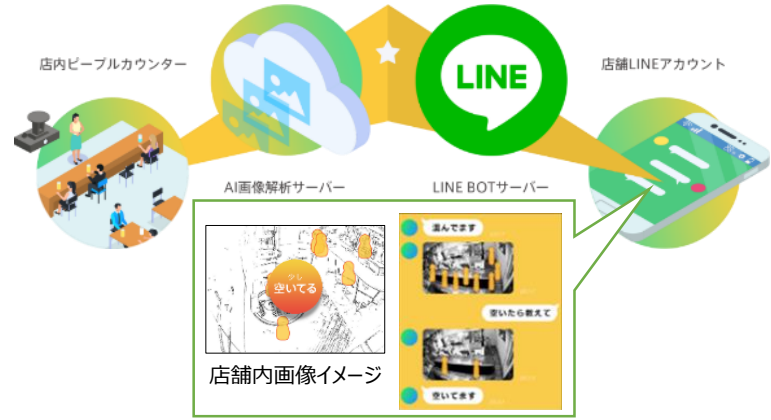 店内ピープルカウンター
LINE
店舗LINEアカウント
AI画像解析サーバー
LINE BOTサーバー
少し
空いてる
店舗内画像イメージ
混んでます
空いたら教えて
空いてます